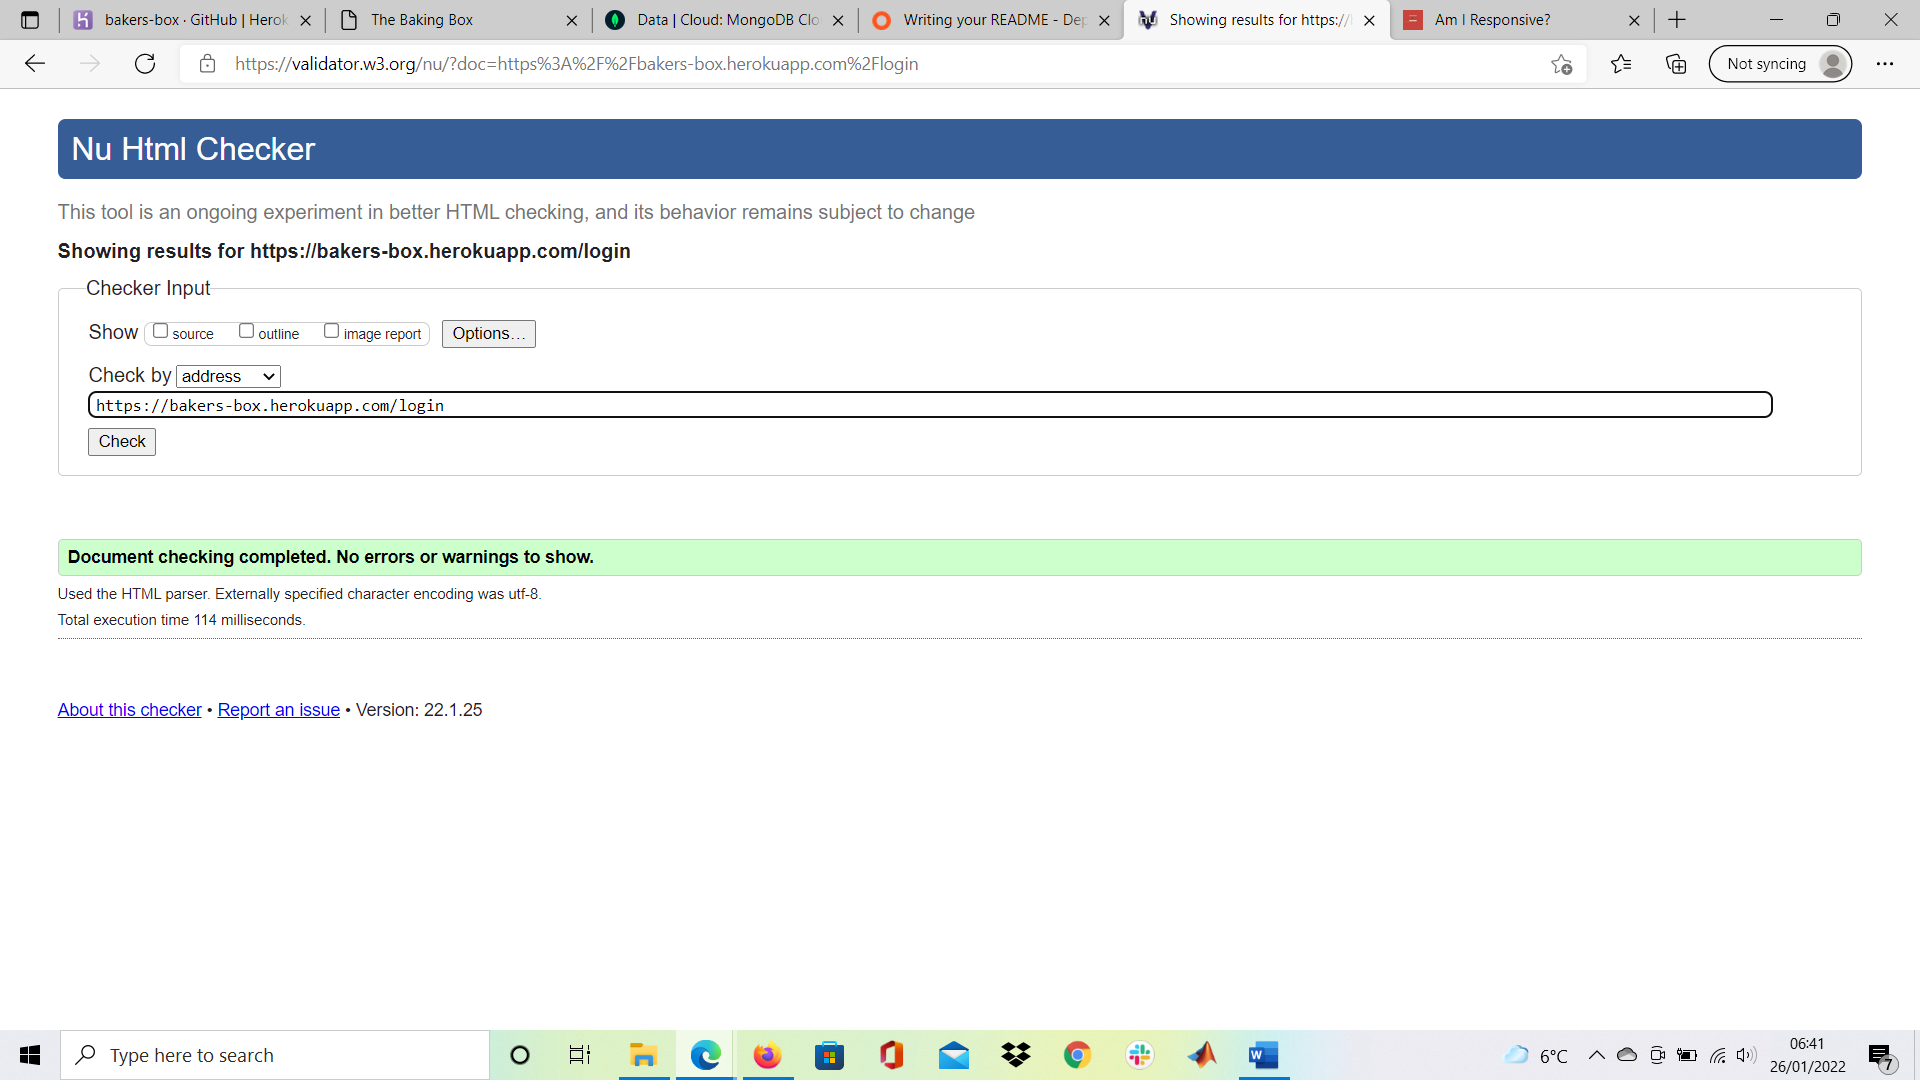 bakers-box · GitHub | Herok
The Baking Box
Data | Cloud: MongoDB Clo
Writing your README - Dep
Showing results for https://
Am I Responsive?
https://validator.w3.org/nu/?doc=https%3A%2F%2Fbakers-box.herokuapp.com%2Flogin
Not syncing
Nu Html Checker
This tool is an ongoing experiment in better HTML checking, and its behavior remains subject to change
Showing results for https://bakers-box.herokuapp.com/login
Checker Input
Show source outline image report Options...
Check by address
https://bakers-box.herokuapp.com/login
Check
Document checking completed. No errors or warnings to show.
Used the HTML parser. Externally specified character encoding was utf-8.
Total execution time 114 milliseconds.
About this checker • Report an issue • Version: 22.1.25
Type here to search
6°C
06:41
26/01/2022
7